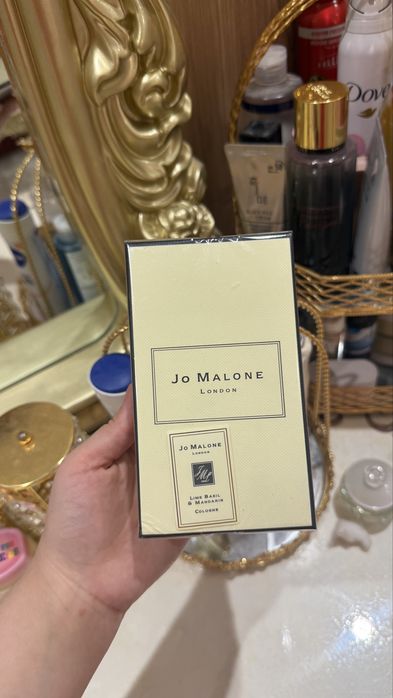 Dove
JO MALONE
LONDON
JO MALONE
LONDON
LIME BASIL
& MANDARIN
COLOGNE